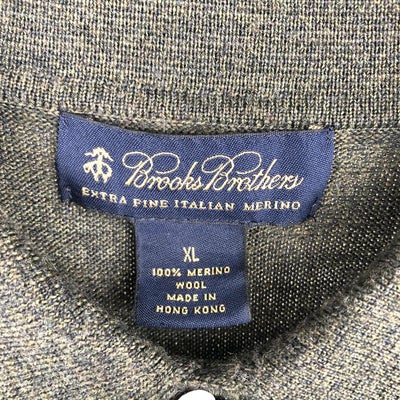 Brooks Brothers
EXTRA FINE ITALIAN MERINO
XL
100% MERINO
WOOL
MADE IN
HONG KONG